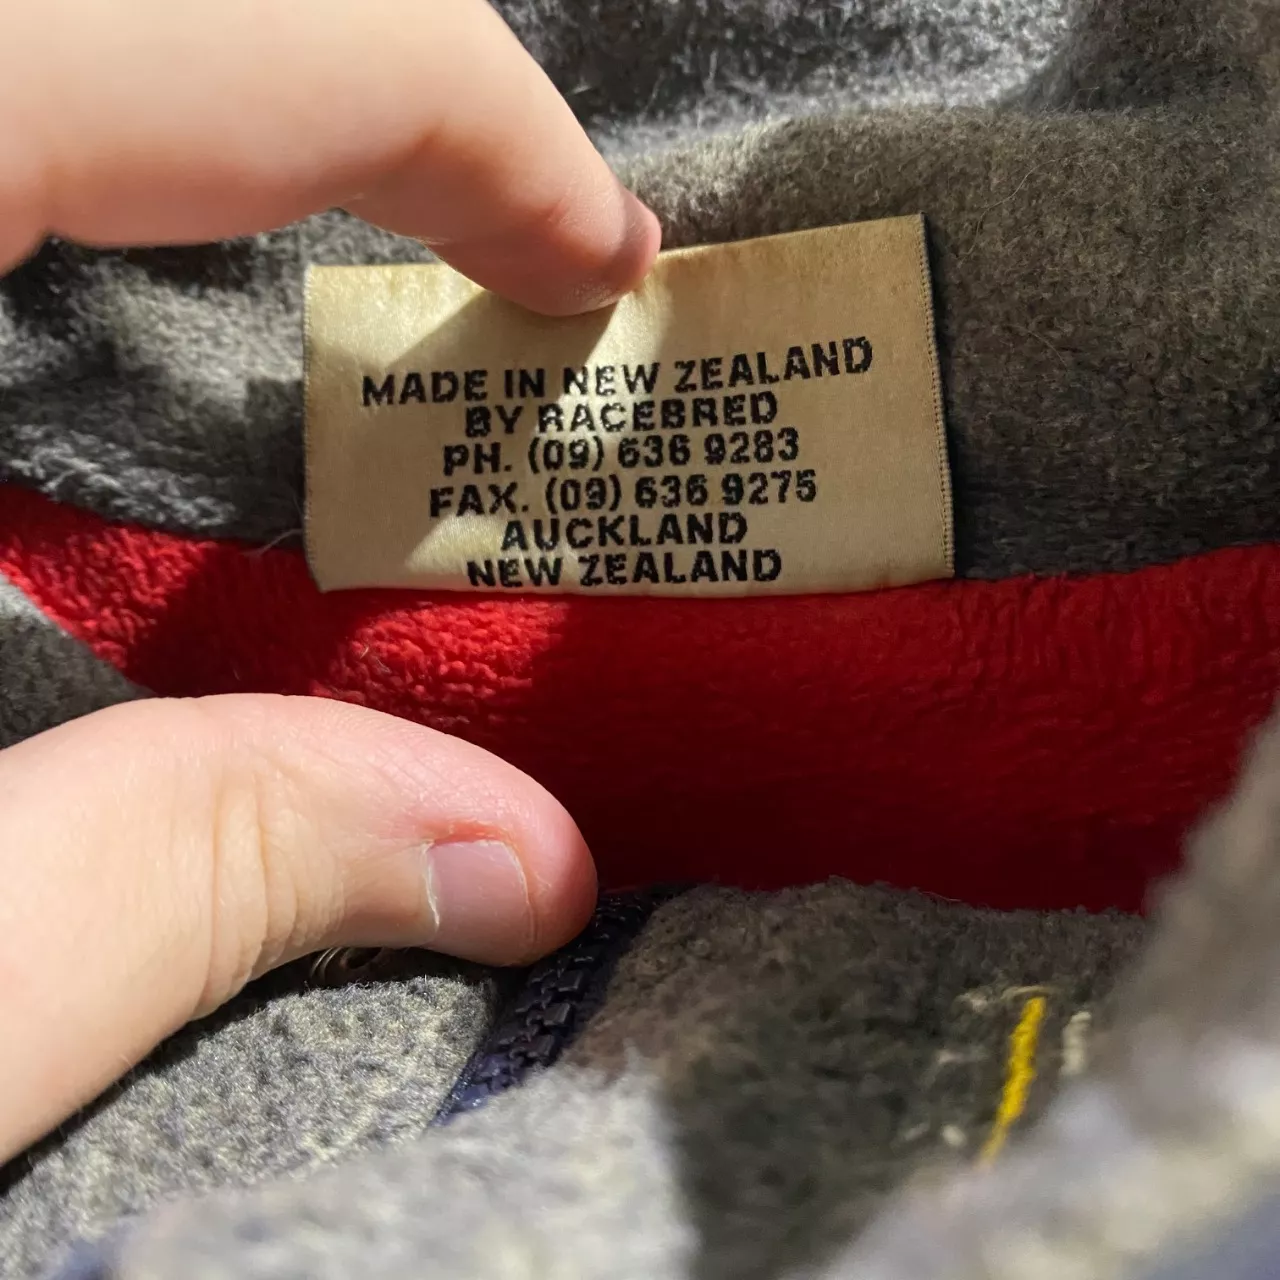 MADE IN NEW ZEALAND
BY RACEBRED
PH. (09) 636 9283
FAX. (09) 636 9275
AUCKLAND
NEW ZEALAND